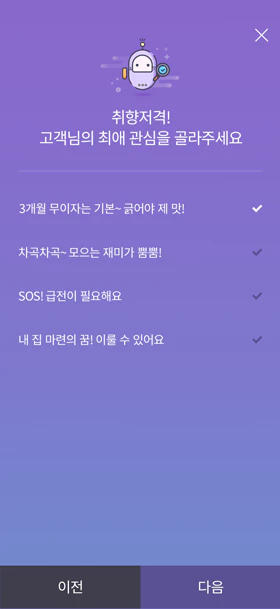 취향저격!
고객님의 최애 관심을 골라주세요
3개월 무이자는 기본~ 긁어야 제 맛!
차곡차곡~ 모으는 재미가 뿜뿜!
SOS! 급전이 필요해요
내 집 마련의 꿈! 이룰 수 있어요
이전
다음